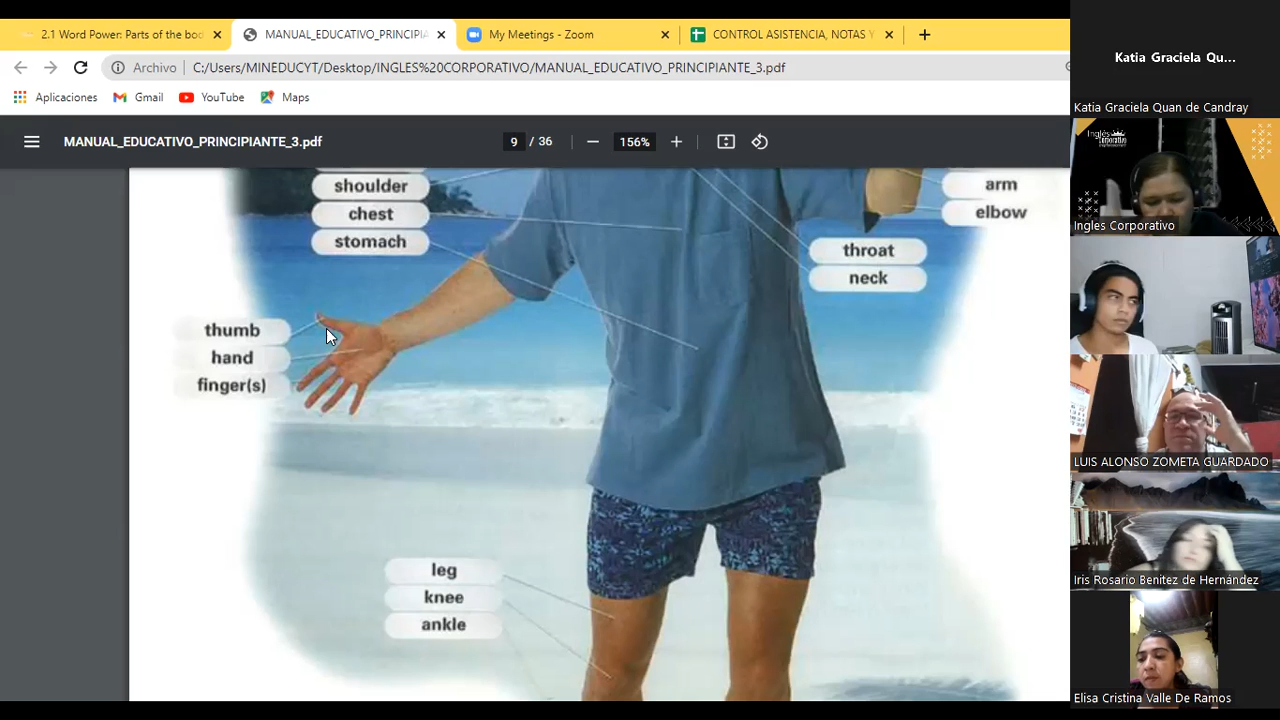 2.1 Word Power: Parts of the bo
MANUAL_EDUCATIVO_PRINCIPIA
My Meetings - Zoom
CONTROL ASISTENCIA, NOTAS Y
Archivo
C:/Users/MINEDUCYT/Desktop/INGLES%20CORPORATIVO/MANUAL_EDUCATIVO_PRINCIPIANTE_3.pdf
Aplicaciones
Gmail
YouTube
Maps
MANUAL_EDUCATIVO_PRINCIPIANTE_3.pdf
9 / 36
156%
shoulder
chest
stomach
arm
elbow
throat
neck
thumb
hand
finger(s)
leg
knee
ankle
Katia Graciela Qu...
Katia Graciela Quan de Candray
Inglés
Corporativo
Ingles Corporativo
LUIS ALONSO ZOMETA GUARDADO
Iris Rosario Benitez de Hernández
Elisa Cristina Valle De Ramos